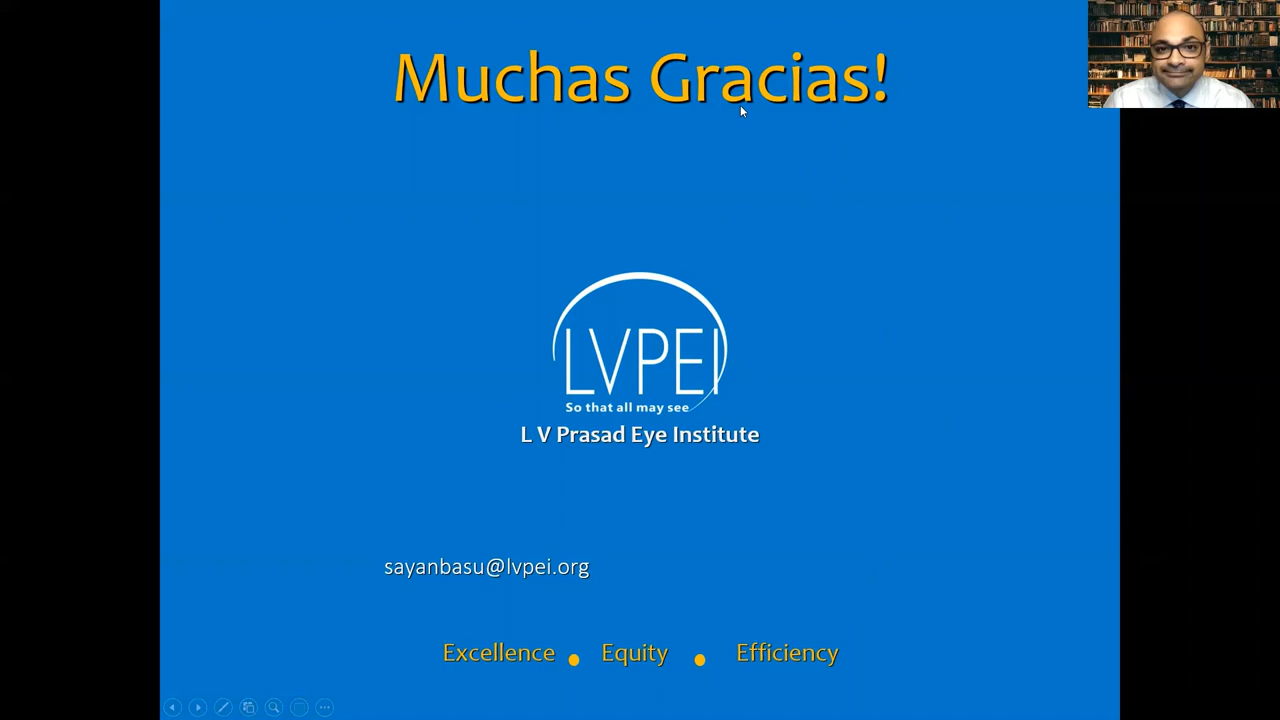 Muchas Gracias!
LVPEI
So that all may see
L V Prasad Eye Institute
sayanbasu@lvpei.org
Excellence • Equity • Efficiency